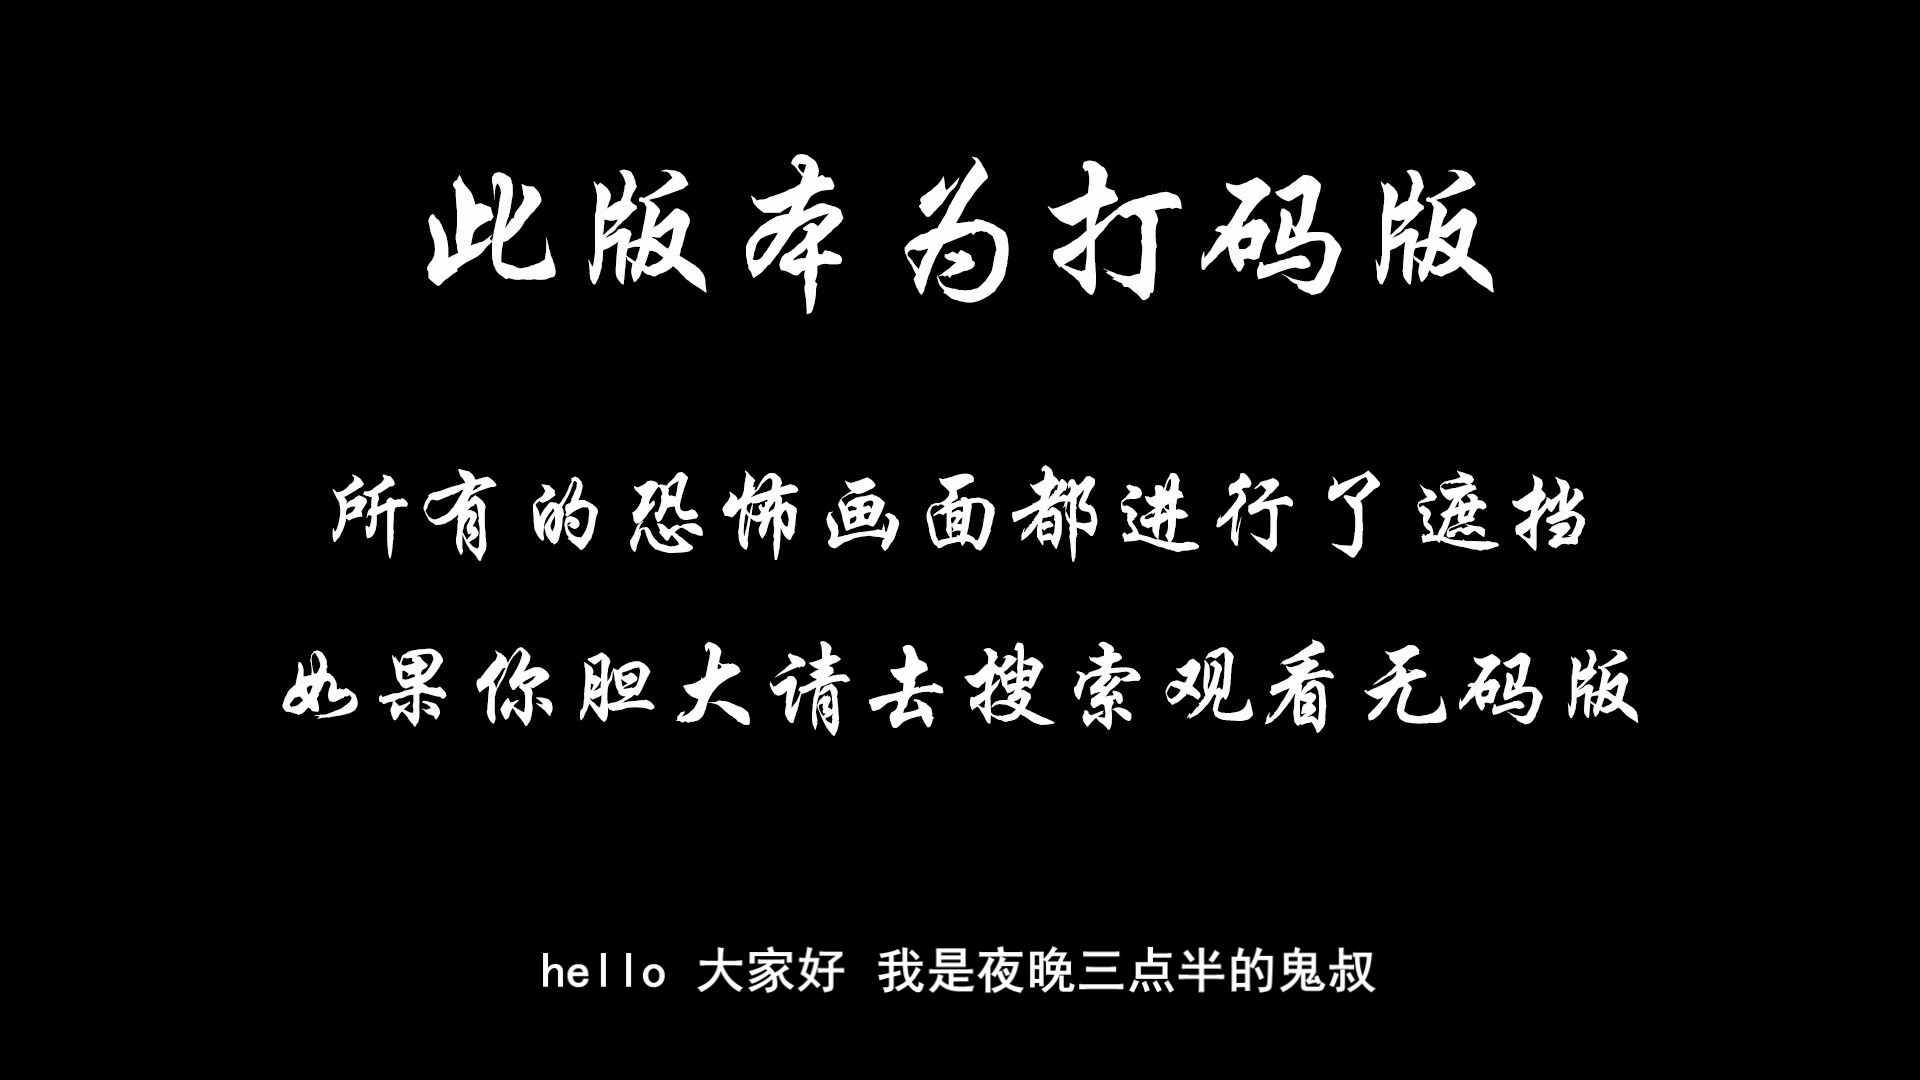 此版本为打码版
所有的恐怖画面都进行了遮挡
如果你胆大请去搜索观看无码版
hello 大家好 我是夜晚三点半的鬼叔